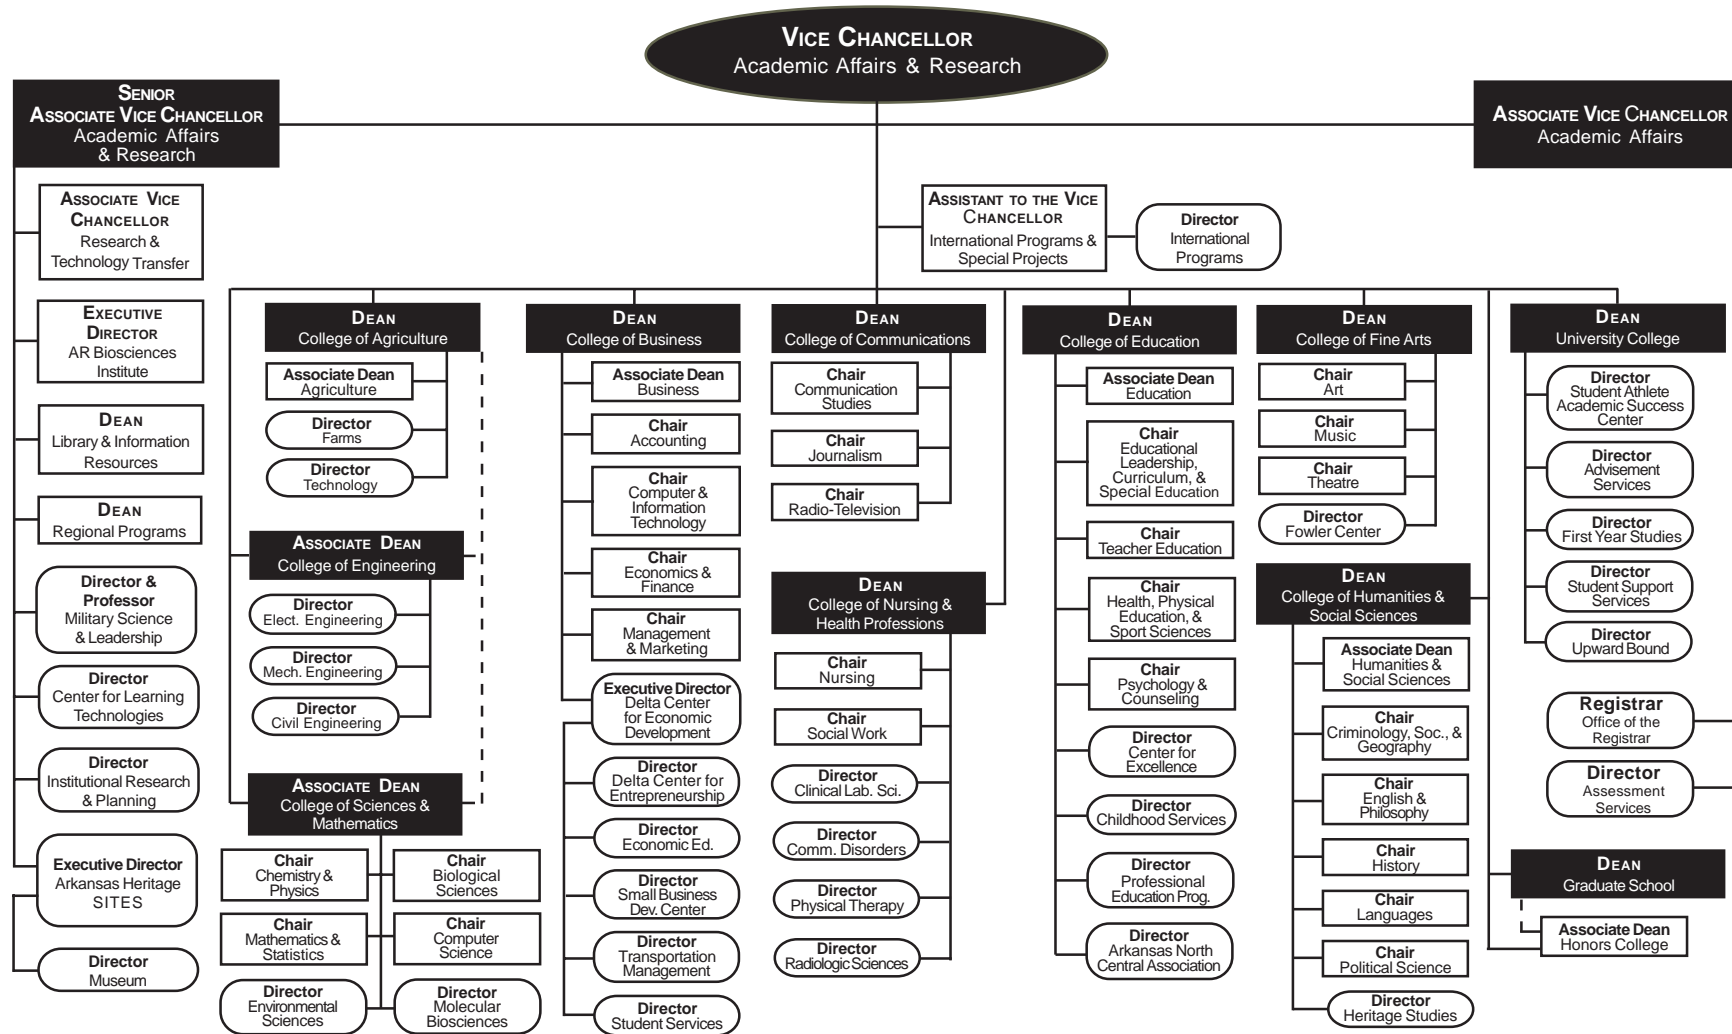 VICE CHANCELLOR
Academic Affairs & Research
SENIOR
ASSOCIATE VICE CHANCELLOR
Academic Affairs
& Research
ASSOCIATE VICE CHANCELLOR
Academic Affairs
ASSISTANT TO THE VICE
CHANCELLOR
International Programs &
Special Projects
Director
International
Programs
ASSOCIATE VICE
CHANCELLOR
Research &
Technology Transfer
EXECUTIVE
DIRECTOR
AR Biosciences
Institute
DEAN
Library & Information
Resources
DEAN
Regional Programs
Director &
Professor
Military Science
& Leadership
Director
Center for Learning
Technologies
Director
Institutional Research
& Planning
Executive Director
Arkansas Heritage
SITES
Director
Museum
DEAN
College of Agriculture
Associate Dean
Agriculture
Director
Farms
Director
Technology
ASSOCIATE DEAN
College of Engineering
Director
Elect. Engineering
Director
Mech. Engineering
Director
Civil Engineering
ASSOCIATE DEAN
College of Sciences &
Mathematics
Chair
Chemistry &
Physics
Chair
Biological
Sciences
Chair
Mathematics &
Statistics
Chair
Computer
Science
Director
Environmental
Sciences
Director
Molecular
Biosciences
DEAN
College of Business
Associate Dean
Business
Chair
Accounting
Chair
Computer &
Information
Technology
Chair
Economics &
Finance
Chair
Management
& Marketing
Executive Director
Delta Center
for Economic
Development
Director
Delta Center for
Entrepreneurship
Director
Economic Ed.
Director
Small Business
Dev. Center
Director
Transportation
Management
Director
Student Services
DEAN
College of Communications
Chair
Communication
Studies
Chair
Journalism
Chair
Radio-Television
DEAN
College of Nursing &
Health Professions
Chair
Nursing
Chair
Social Work
Director
Clinical Lab. Sci.
Director
Comm. Disorders
Director
Physical Therapy
Director
Radiologic Sciences
DEAN
College of Education
Associate Dean
Education
Chair
Educational
Leadership,
Curriculum, &
Special Education
Chair
Teacher Education
Chair
Health, Physical
Education, &
Sport Sciences
Chair
Psychology &
Counseling
Director
Center for
Excellence
Director
Childhood Services
Director
Professional
Education Prog.
Director
Arkansas North
Central Association
DEAN
College of Fine Arts
Chair
Art
Chair
Music
Chair
Theatre
Director
Fowler Center
DEAN
College of Humanities &
Social Sciences
Associate Dean
Humanities &
Social Sciences
Chair
Criminology, Soc., &
Geography
Chair
English &
Philosophy
Chair
History
Chair
Languages
Chair
Political Science
Director
Heritage Studies
DEAN
University College
Director
Student Athlete
Academic Success
Center
Director
Advisement
Services
Director
First Year Studies
Director
Student Support
Services
Director
Upward Bound
Registrar
Office of the
Registrar
Director
Assessment
Services
DEAN
Graduate School
Associate Dean
Honors College